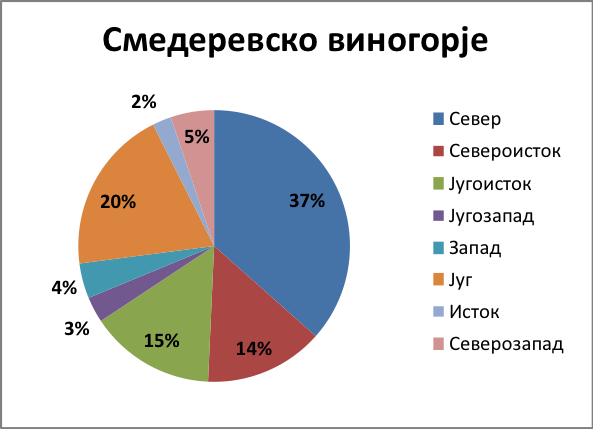 Смедеревско виногорје
2%
5%
37%
20%
4%
3%
15%
14%
Север
Североисток
Југоисток
Југозапад
Запад
Југ
Исток
Северозапад